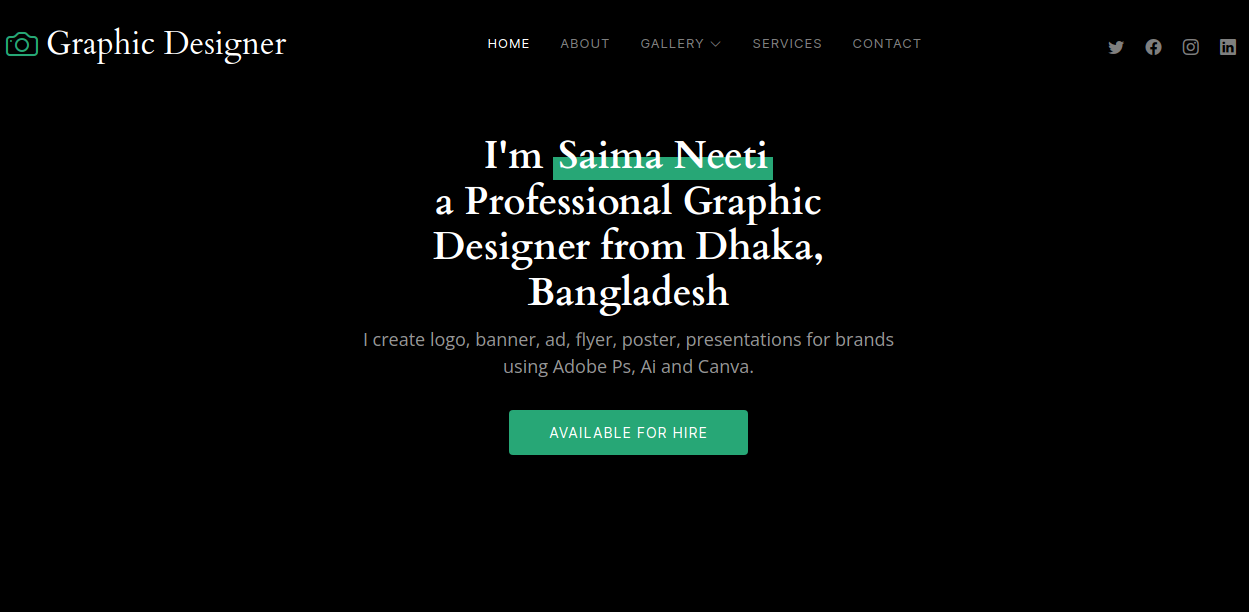 Graphic Designer
HOME ABOUT GALLERY SERVICES CONTACT
I'm Saima Neeti
a Professional Graphic
Designer from Dhaka,
Bangladesh
I create logo, banner, ad, flyer, poster, presentations for brands
using Adobe Ps, Ai and Canva.
AVAILABLE FOR HIRE